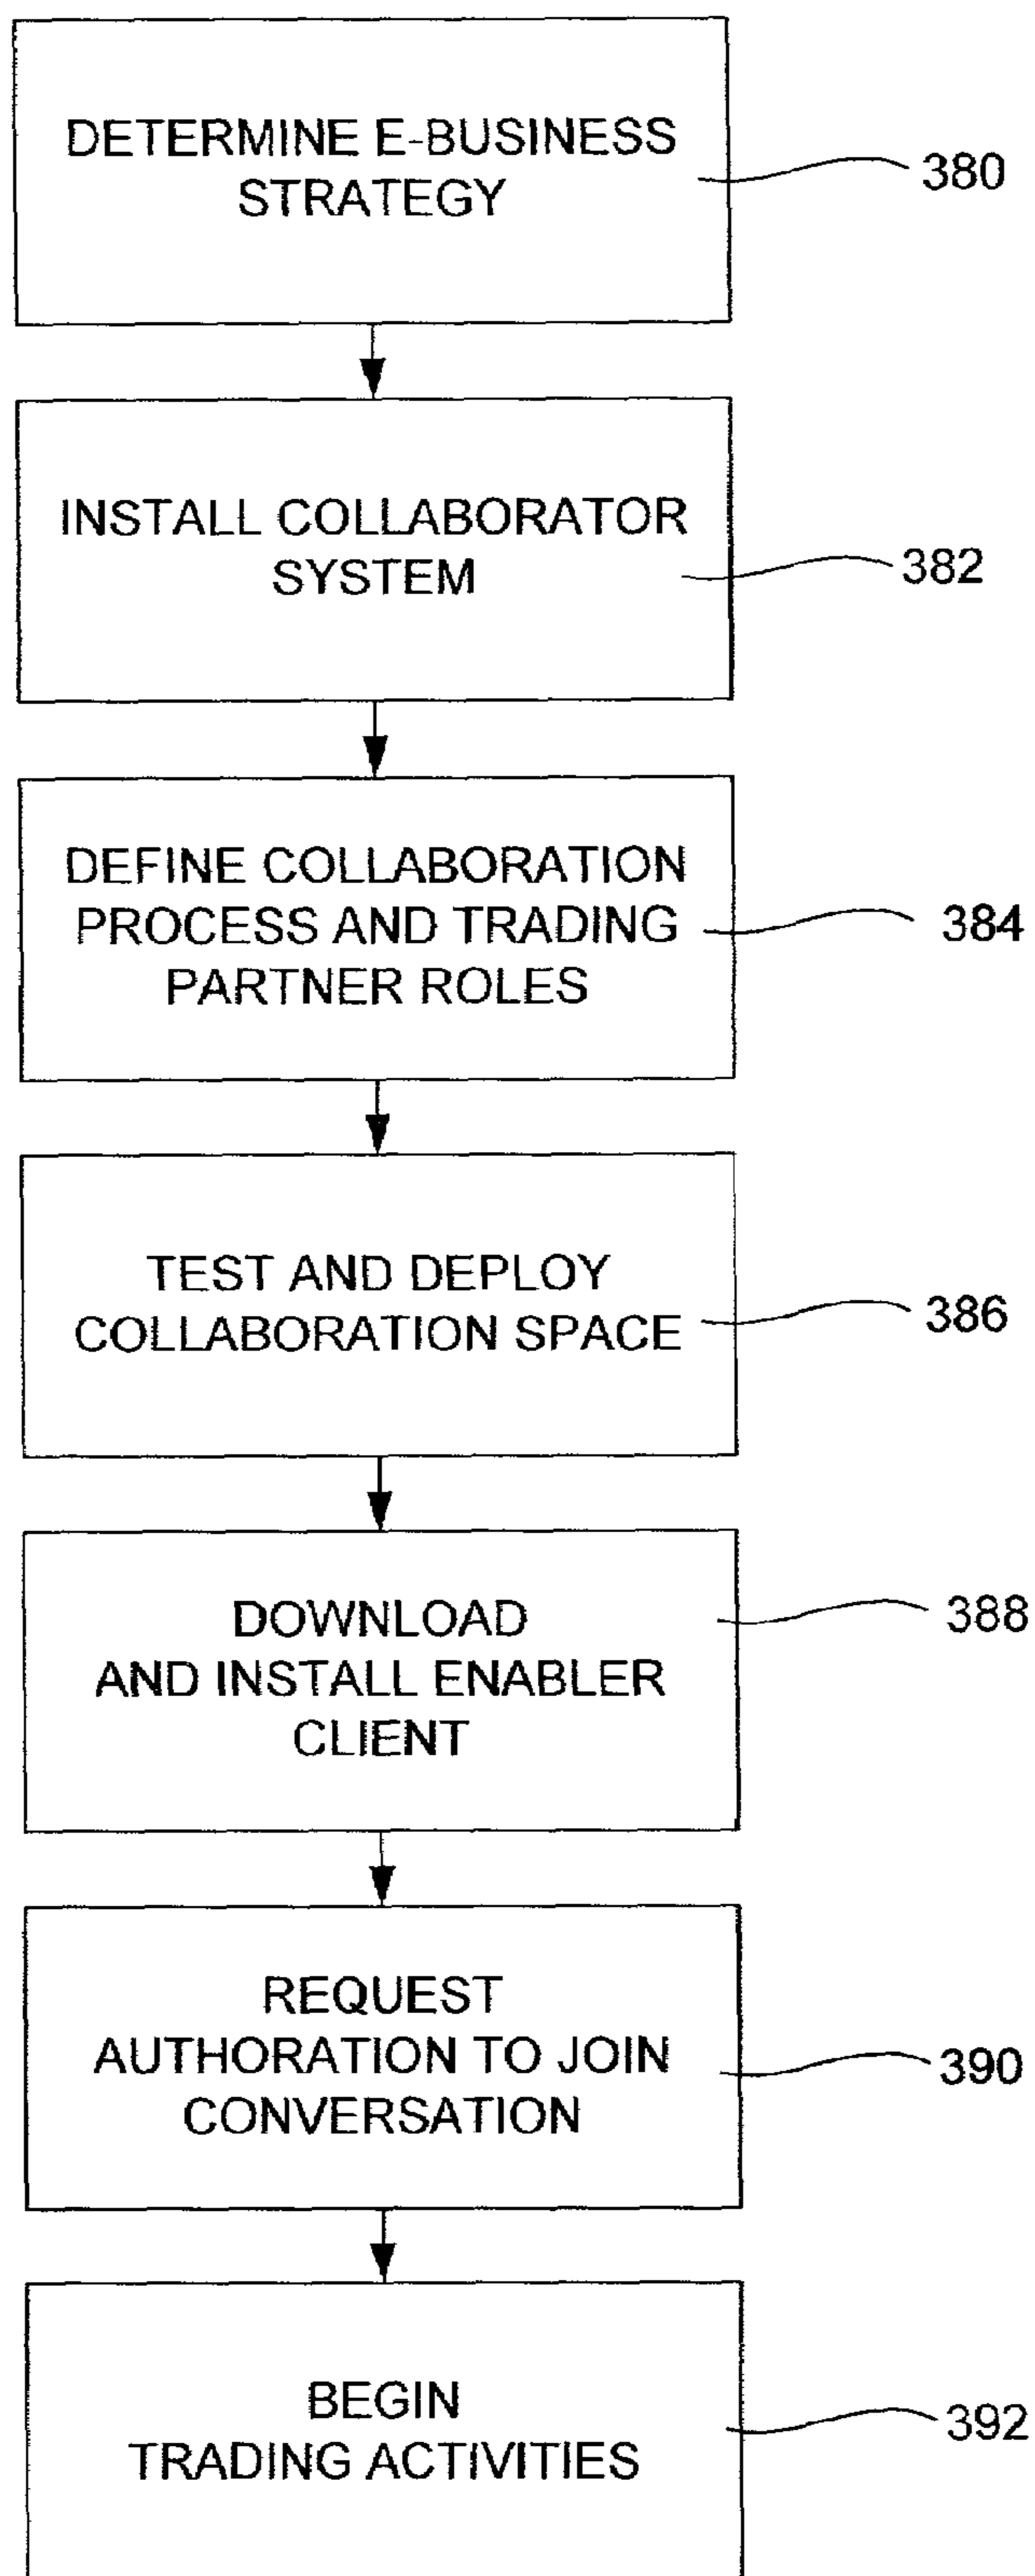 DETERMINE E-BUSINESS
STRATEGY
380
INSTALL COLLABORATOR
SYSTEM
382
DEFINE COLLABORATION
PROCESS AND TRADING
PARTNER ROLES
384
TEST AND DEPLOY
COLLABORATION SPACE
386
DOWNLOAD
AND INSTALL ENABLER
CLIENT
388
REQUEST
AUTHORATION TO JOIN
CONVERSATION
390
BEGIN
TRADING ACTIVITIES
392